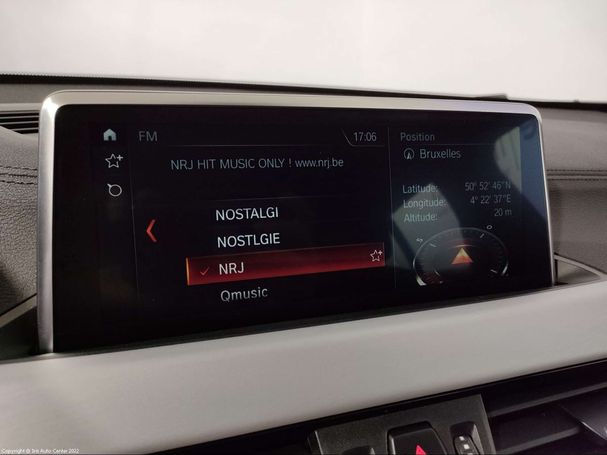 FM
17:06
NRJ HIT MUSIC ONLY ! www.nrj.be
NOSTALGI
NOSTLGIE
NRJ
Qmusic
Position
Bruxelles
Latitude: 50° 52' 46"N
Longitude: 4° 22' 37"E
Altitude: 20 m
Copyright © Int Auto Center 2022